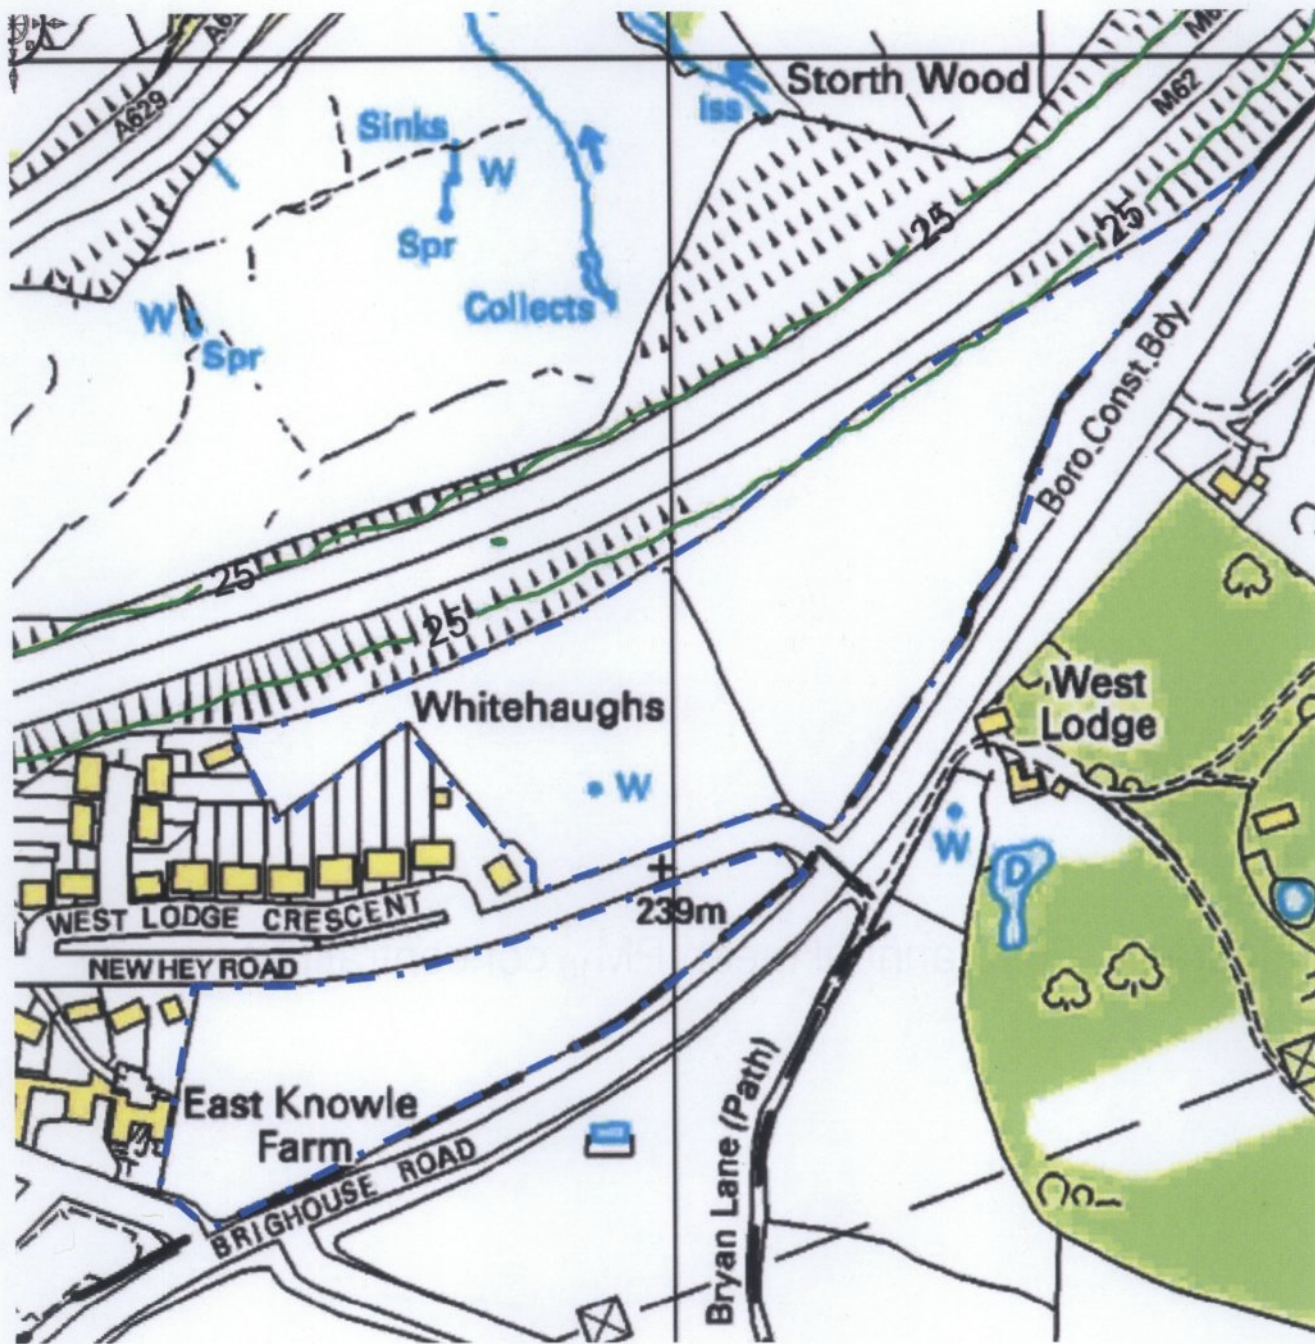 Storth Wood
M62
A629
Sinks
Iss
W
Spr
Collects
25
25
W
Spr
Boro Const Bdy
25
25
West
Lodge
Whitehaughs
W
W
D
239m
WEST LODGE CRESCENT
NEW HEY ROAD
East Knowle
Farm
BRIGHOUSE ROAD
Bryan Lane (Path)